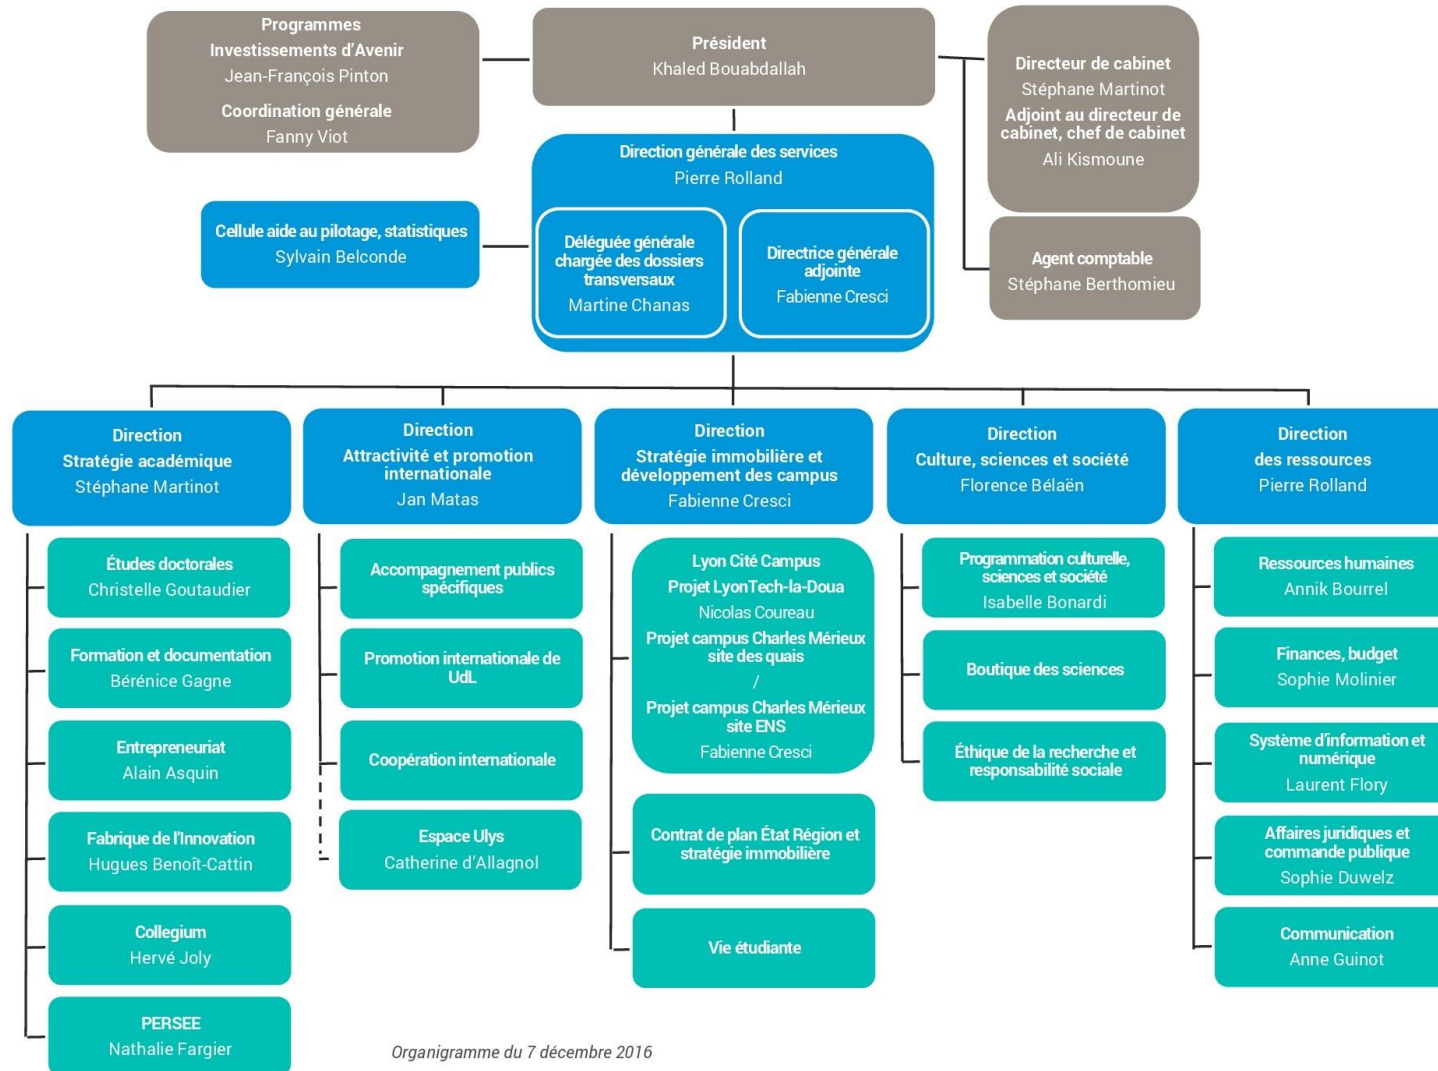 Programmes
Investissements d'Avenir
Jean-François Pinton
Coordination générale
Fanny Viot
Président
Khaled Bouabdallah
Directeur de cabinet
Stéphane Martinot
Adjoint au directeur de
cabinet, chef de cabinet
Ali Kismoune
Direction générale des services
Pierre Rolland
Cellule aide au pilotage, statistiques
Sylvain Belconde
Déléguée générale
chargée des dossiers
transversaux
Martine Chanas
Directrice générale
adjointe
Fabienne Cresci
Agent comptable
Stéphane Berthomieu
Direction
Stratégie académique
Stéphane Martinot
Études doctorales
Christelle Goutaudier
Formation et documentation
Bérénice Gagne
Entrepreneuriat
Alain Asquin
Fabrique de l'Innovation
Hugues Benoît-Cattin
Collegium
Hervé Joly
PERSEE
Nathalie Fargier
Direction
Attractivité et promotion
internationale
Jan Matas
Accompagnement publics
spécifiques
Promotion internationale de
UdL
Coopération internationale
Espace Ulys
Catherine d'Allagnol
Direction
Stratégie immobilière et
développement des campus
Fabienne Cresci
Lyon Cité Campus
Projet LyonTech-la-Doua
Nicolas Coureau
Projet campus Charles Mérieux
site des quais
/
Projet campus Charles Mérieux
site ENS
Fabienne Cresci
Contrat de plan État Région et
stratégie immobilière
Vie étudiante
Direction
Culture, sciences et société
Florence Bélaën
Programmation culturelle,
sciences et société
Isabelle Bonardi
Boutique des sciences
Éthique de la recherche et
responsabilité sociale
Direction
des ressources
Pierre Rolland
Ressources humaines
Annik Bourrel
Finances, budget
Sophie Molinier
Système d'information et
numérique
Laurent Flory
Affaires juridiques et
commande publique
Sophie Duwelz
Communication
Anne Guinot
Organigramme du 7 décembre 2016